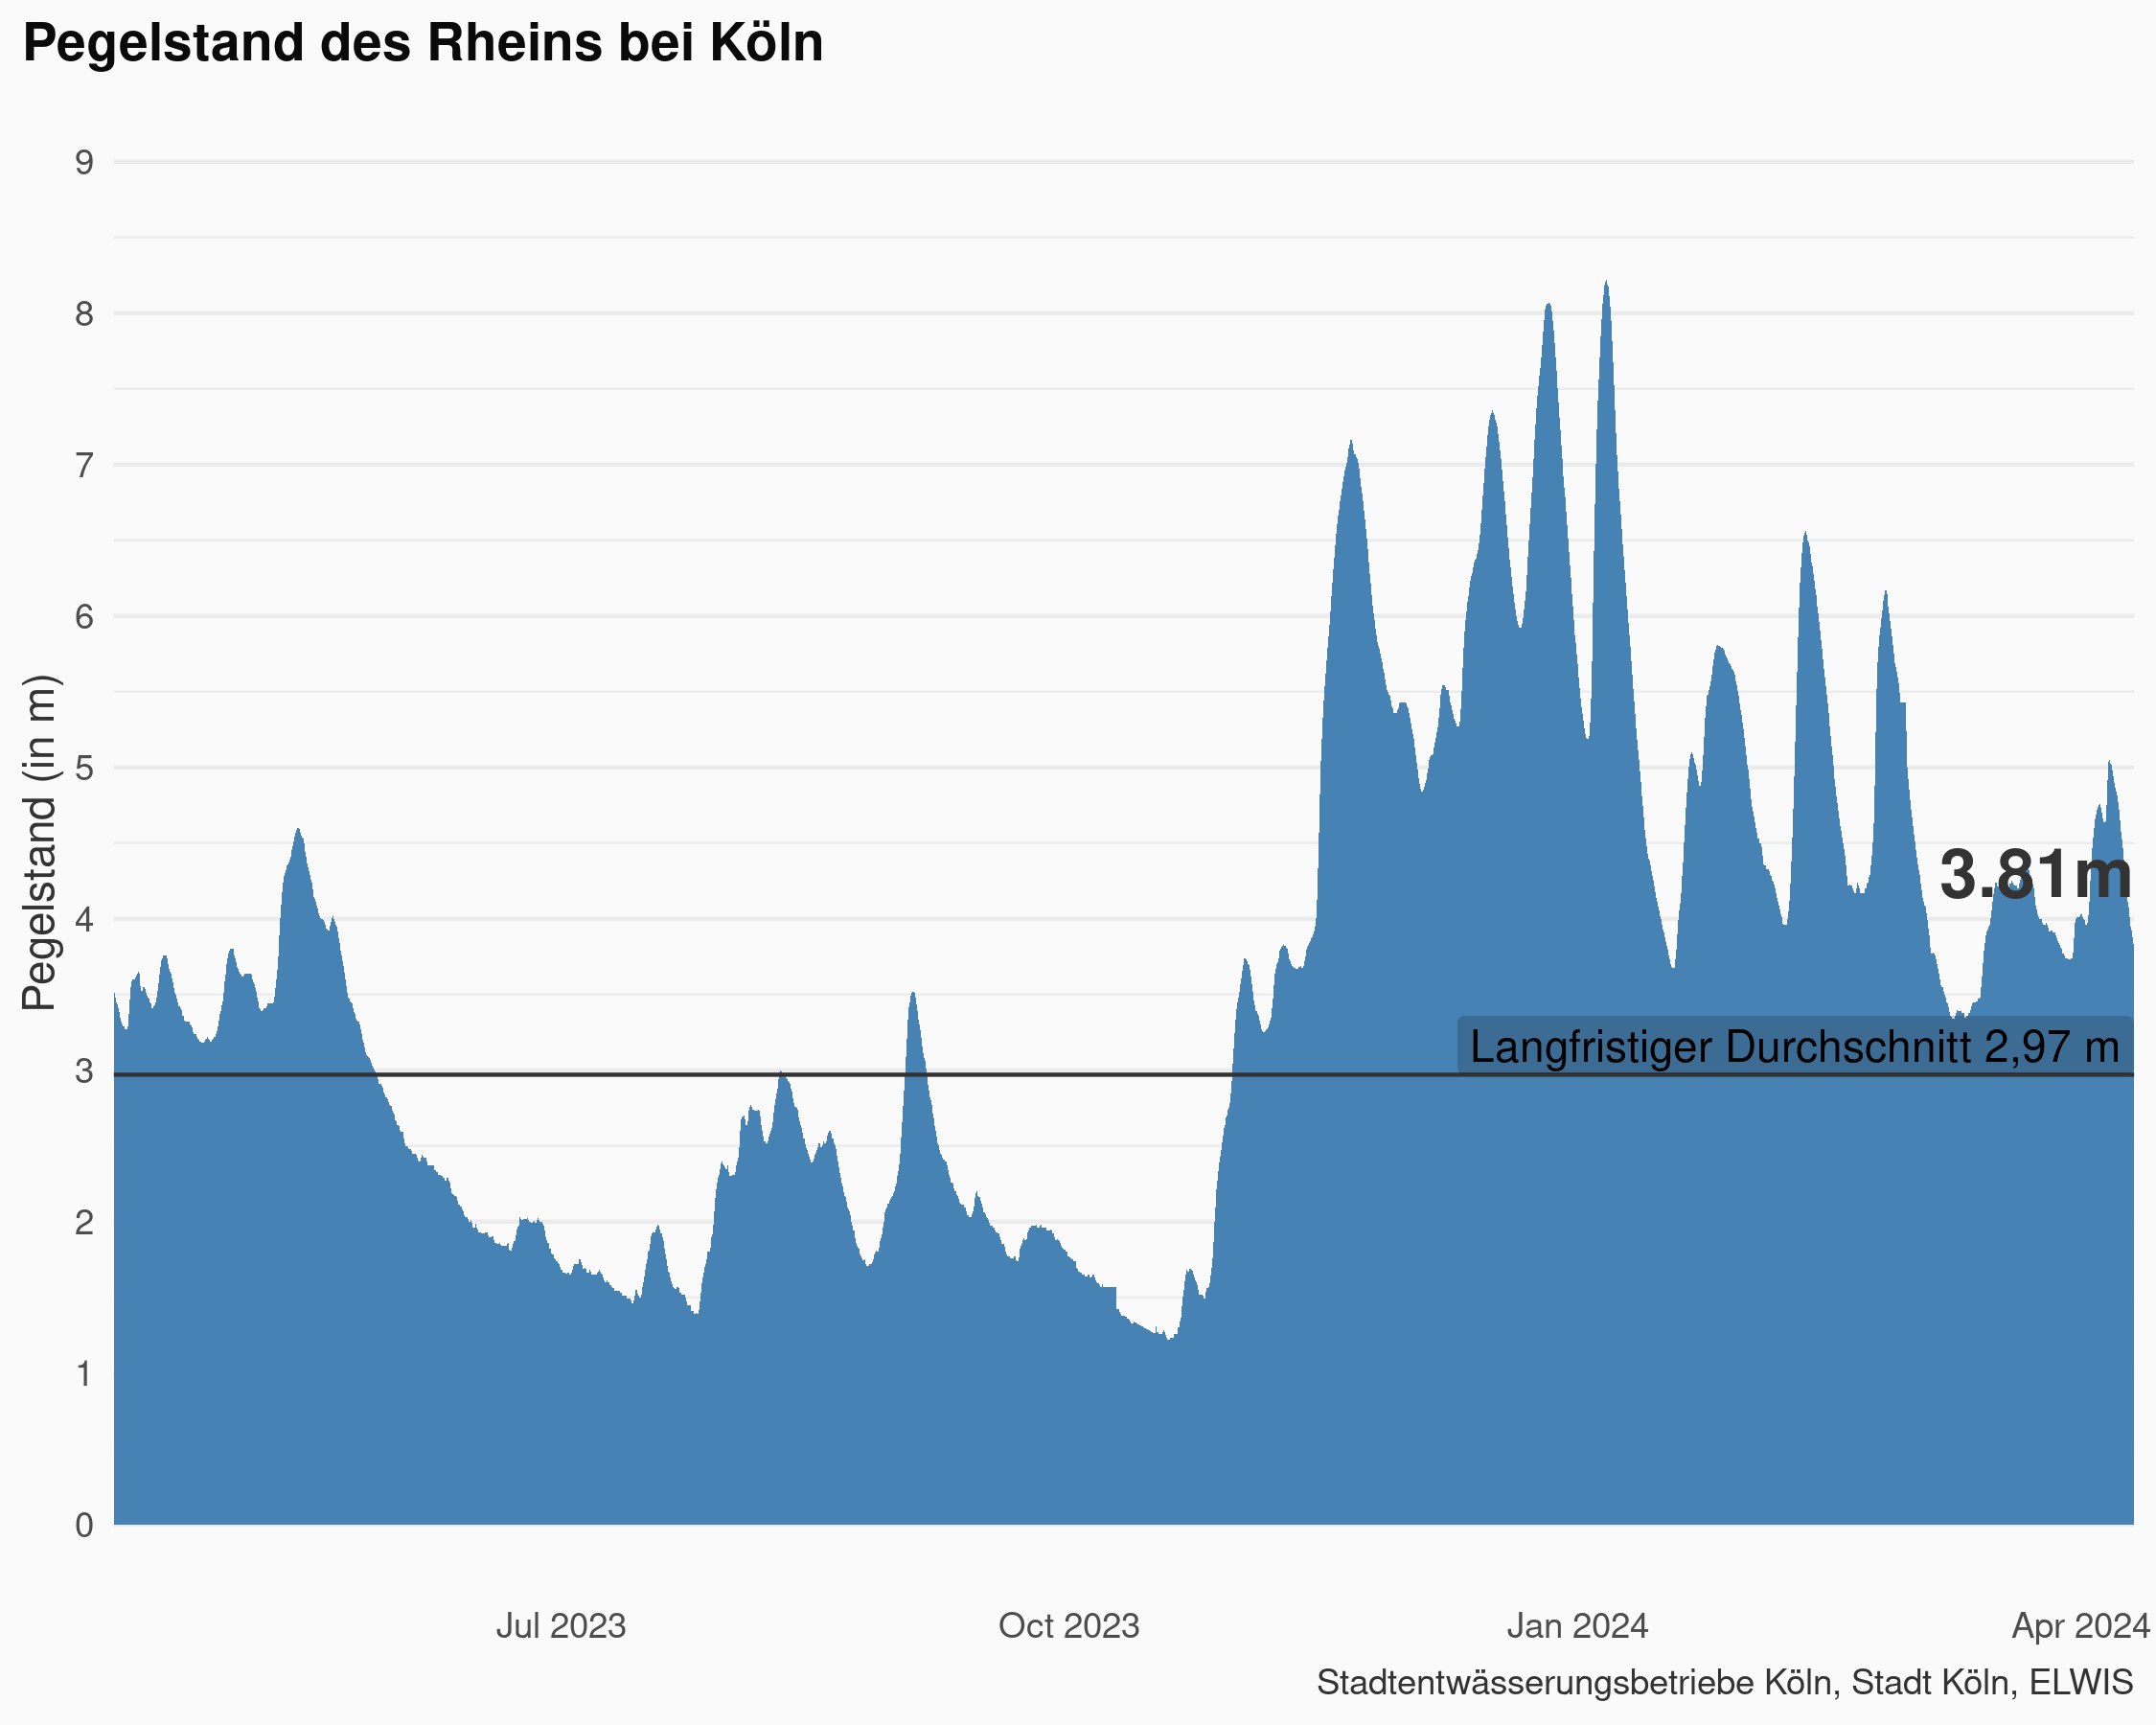 Pegelstand des Rheins bei Köln
Pegelstand (in m)
9
8
7
6
5
4
3
2
1
0
3.81m
Langfristiger Durchschnitt 2,97 m
Jul 2023 Oct 2023 Jan 2024 Apr 2024
Stadtentwässerungsbetriebe Köln, Stadt Köln, ELWIS